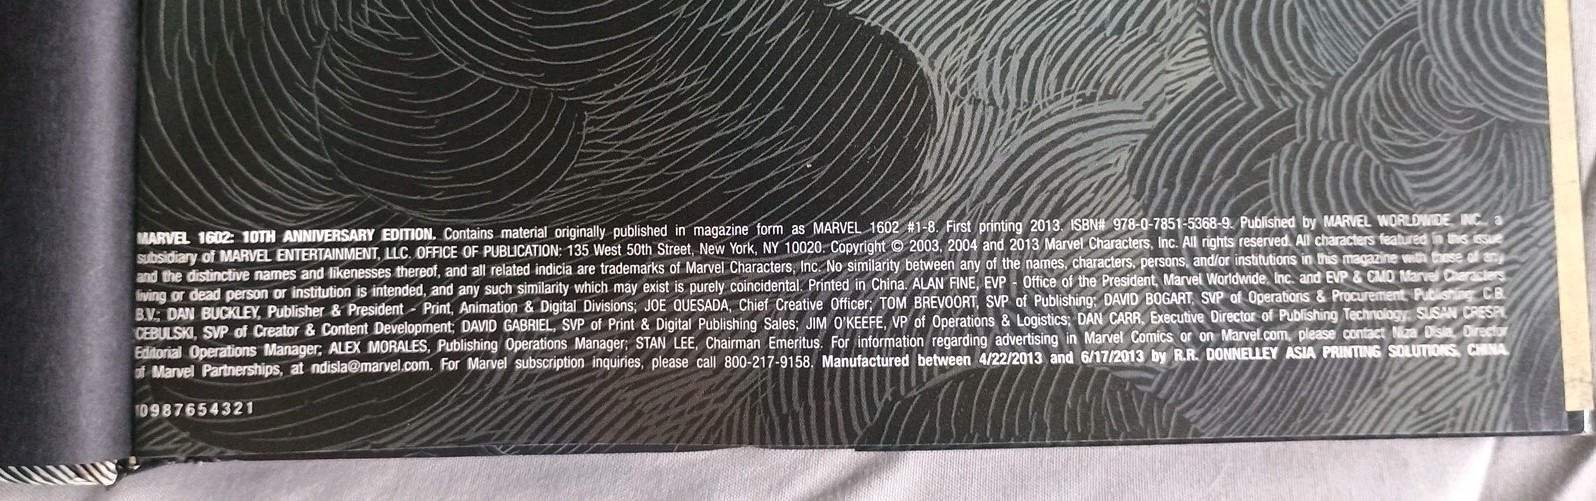 MARVEL 1602: 10TH ANNIVERSARY EDITION. Contains material originally published in magazine form as MARVEL 1602 #1-8. First printing 2013. ISBN# 978-0-7851-5368-9. Published by MARVEL WORLDWIDE, INC., a
subsidiary of MARVEL ENTERTAINMENT, LLC. OFFICE OF PUBLICATION: 135 West 50th Street, New York, NY 10020. Copyright © 2003, 2004 and 2013 Marvel Characters, Inc. All rights reserved. All characters featured in this issue
and the distinctive names and likenesses thereof, and all related indicia are trademarks of Marvel Characters, Inc. No similarity between any of the names, characters, persons, and/or institutions in this magazine with those of any
living or dead person or institution is intended, and any such similarity which may exist is purely coincidental. Printed in China. ALAN FINE, EVP - Office of the President, Marvel Worldwide, Inc. and EVP & CMO Marvel Characters
B.V.; DAN BUCKLEY, Publisher & President - Print, Animation & Digital Divisions; JOE QUESADA, Chief Creative Officer; TOM BREVOORT, SVP of Publishing; DAVID BOGART, SVP of Operations & Procurement, Publishing; C.B.
CEBULSKI, SVP of Creator & Content Development; DAVID GABRIEL, SVP of Print & Digital Publishing Sales; JIM O'KEEFE, VP of Operations & Logistics; DAN CARR, Executive Director of Publishing Technology; SUSAN CRESPI,
Editorial Operations Manager; ALEX MORALES, Publishing Operations Manager; STAN LEE, Chairman Emeritus. For information regarding advertising in Marvel Comics or on Marvel.com, please contact Niza Disla, Director
of Marvel Partnerships, at ndisla@marvel.com. For Marvel subscription inquiries, please call 800-217-9158. Manufactured between 4/22/2013 and 6/17/2013 by R.R. DONNELLEY ASIA PRINTING SOLUTIONS, CHINA.
10 9 8 7 6 5 4 3 2 1